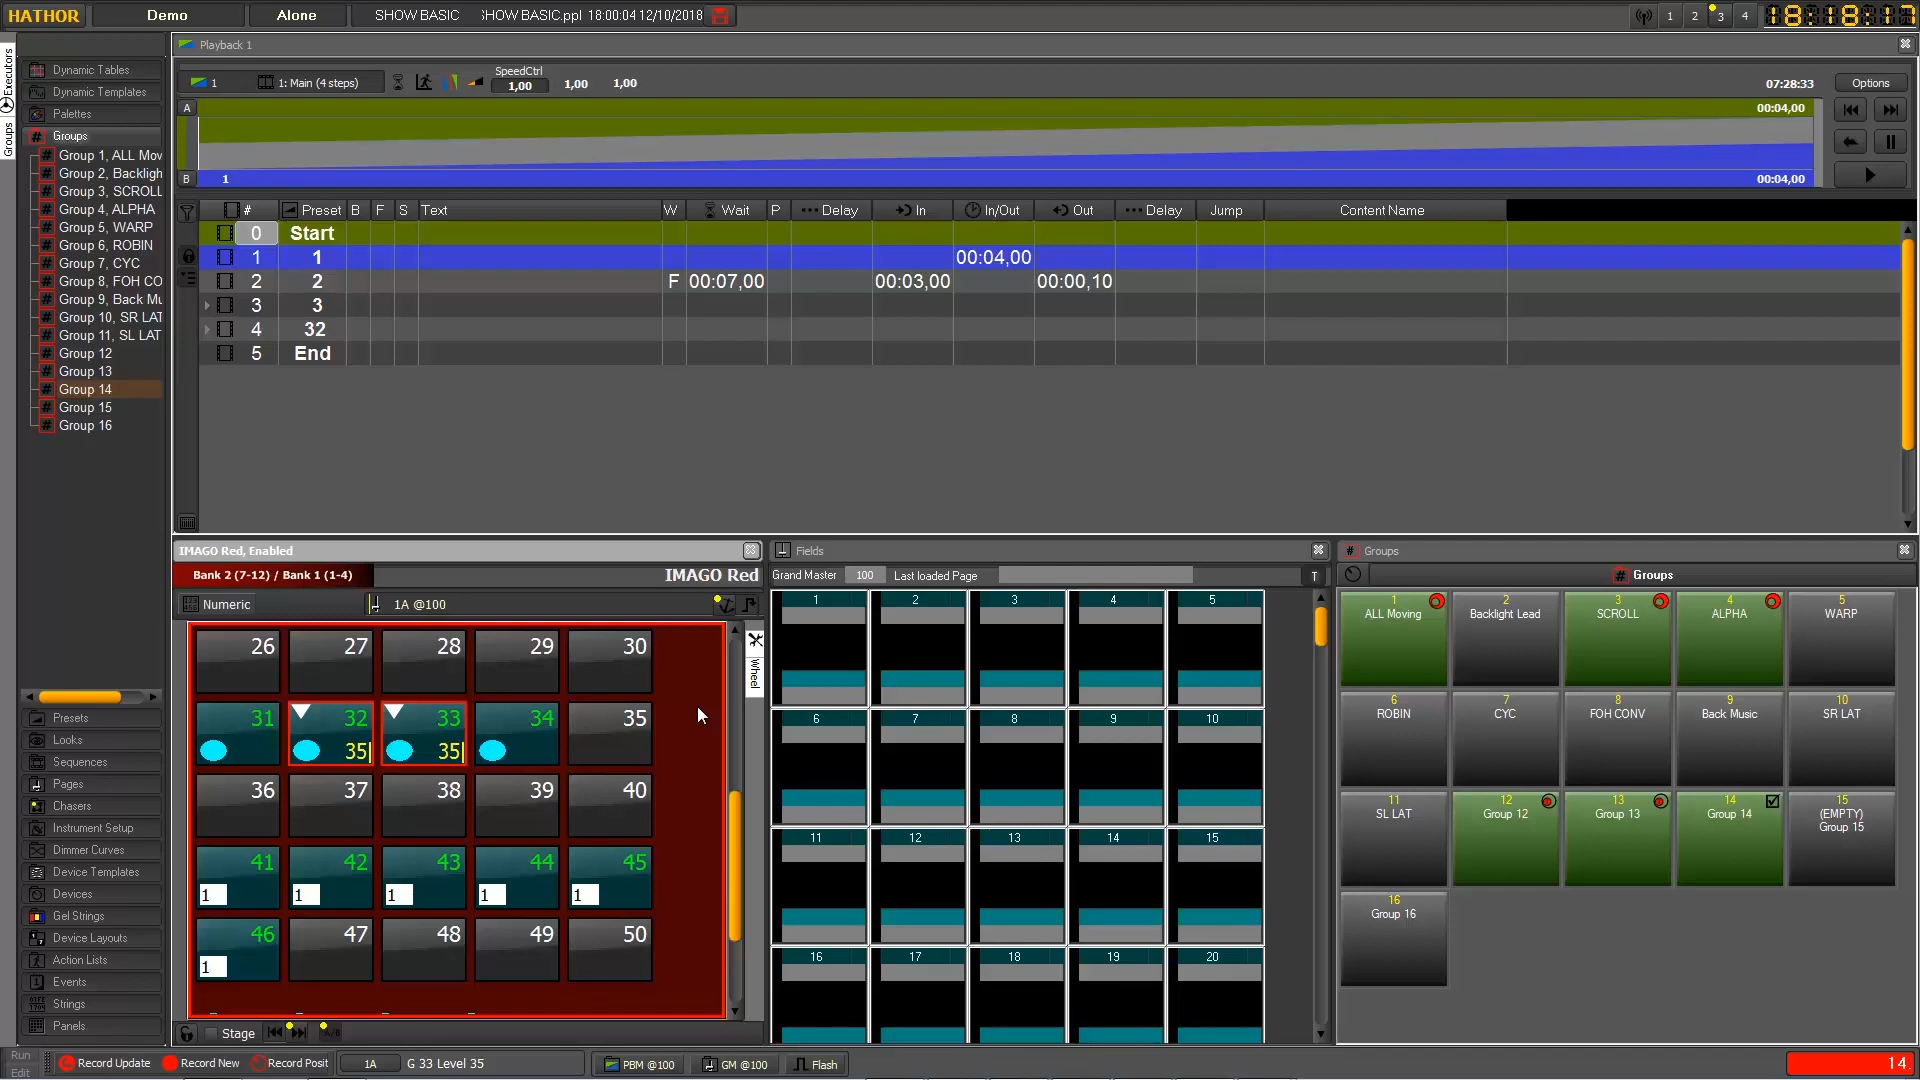 HATHOR Demo Alone SHOW BASIC SHOW BASIC.ppl 18:00:04 12/10/2018 1 2 3 4 18:18:17
Executors
Groups
Dynamic Tables
Dynamic Templates
Palettes
Groups
Group 1, ALL Mov
Group 2, Backligh
Group 3, SCROLL
Group 4, ALPHA
Group 5, WARP
Group 6, ROBIN
Group 7, CYC
Group 8, FOH CO
Group 9, Back Mu
Group 10, SR LAT
Group 11, SL LAT
Group 12
Group 13
Group 14
Group 15
Group 16
Presets
Looks
Sequences
Pages
Chasers
Instrument Setup
Dimmer Curves
Device Templates
Devices
Gel Strings
Device Layouts
Action Lists
Events
Strings
Panels
Playback 1
1 1: Main (4 steps) SpeedCtrl 1,00 1,00 1,00 07:28:33 Options
A 00:04,00
B 1 00:04,00
# Preset B F S Text W Wait P Delay In In/Out Out Delay Jump Content Name
0 Start
1 1 00:04,00
2 2 F 00:07,00 00:03,00 00:00,10
3 3
4 32
5 End
IMAGO Red, Enabled
Bank 2 (7-12) / Bank 1 (1-4) IMAGO Red
Numeric 1A @100
Wheel
26 27 28 29 30
31 32 33 34 35
35 35
36 37 38 39 40
41 42 43 44 45
1 1 1 1 1
46 47 48 49 50
1
Stage
Fields
Grand Master 100 Last loaded Page T
1 2 3 4 5
6 7 8 9 10
11 12 13 14 15
16 17 18 19 20
Groups
Groups
1 ALL Moving
2 Backlight Lead
3 SCROLL
4 ALPHA
5 WARP
6 ROBIN
7 CYC
8 FOH CONV
9 Back Music
10 SR LAT
11 SL LAT
12 Group 12
13 Group 13
14 Group 14
15 (EMPTY) Group 15
16 Group 16
Run
Edit
Record Update Record New Record Posit 1A G 33 Level 35 PBM @100 GM @100 Flash 14.